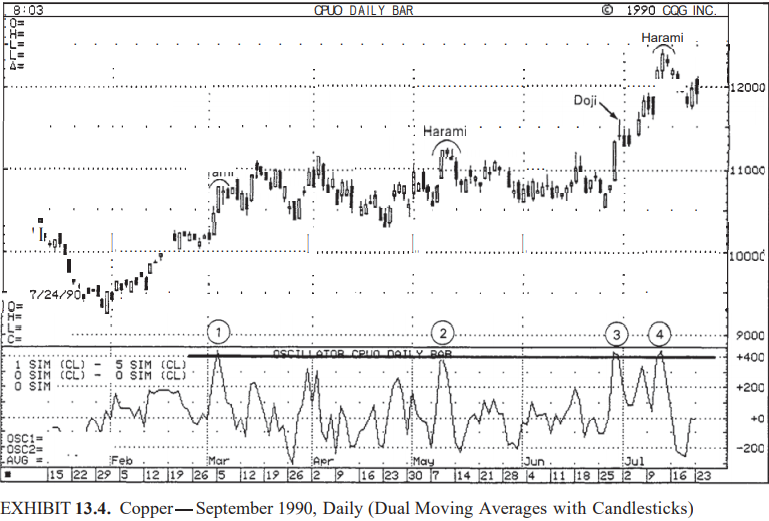 8:03 CPUO DAILY BAR © 1990 CQG INC.
O=
H=
L=
L=
Δ=
Harami
12000
Doji
Harami
11000
10000
7/24/90
O=
H=
L=
C=
9000
1 2 3 4
OSCILLATOR CPUO DAILY BAR
+400
1 SIM (CL) - 5 SIM (CL)
0 SIM (CL) - 0 SIM (CL)
+200
0 SIM
+0
OSC1=
OSC2=
-200
AVG =
Feb Mar Apr May Jun Jul
15 22 29 5 12 19 26 5 12 19 26 2 9 16 23 30 7 14 21 28 4 11 18 25 2 9 16 23
EXHIBIT 13.4. Copper—September 1990, Daily (Dual Moving Averages with Candlesticks)